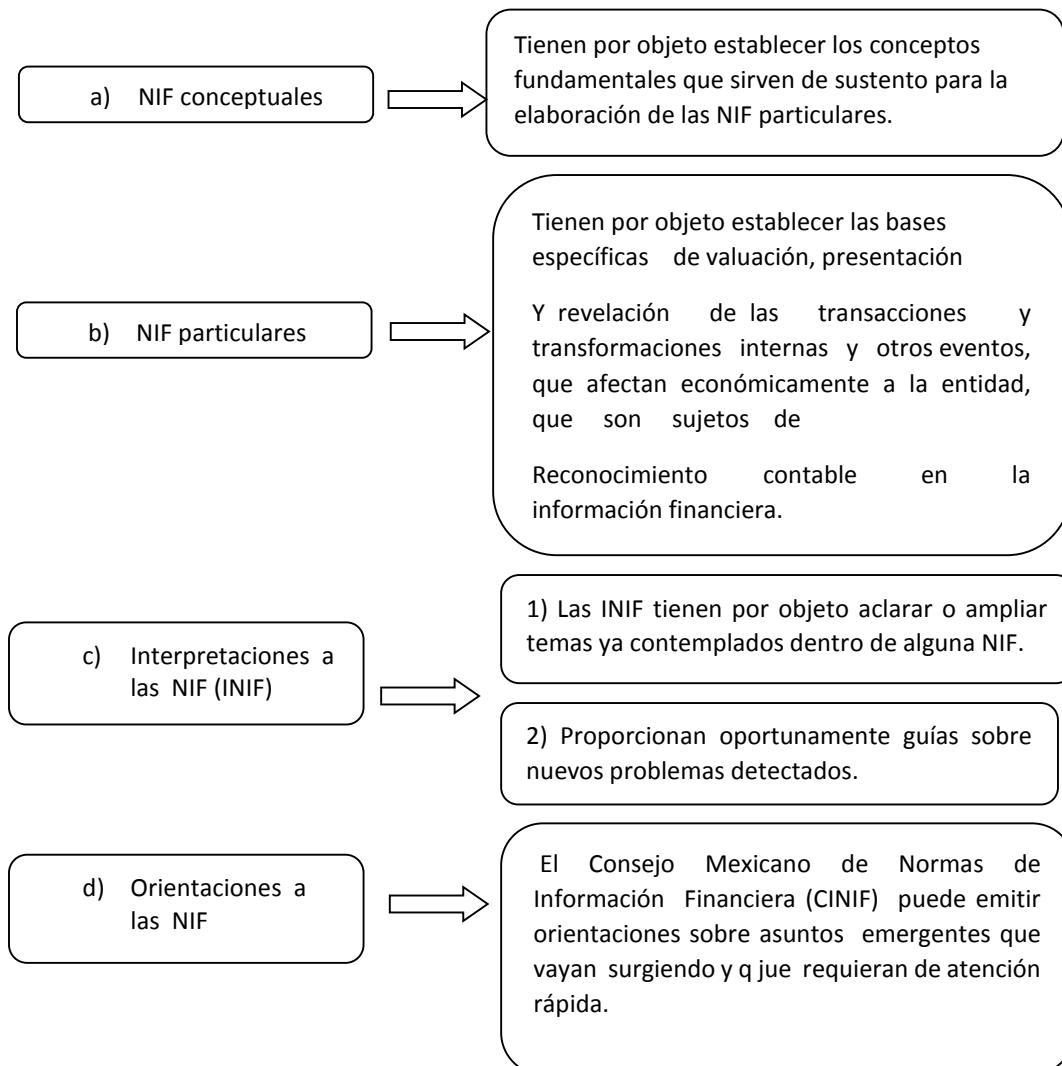 a) NIF conceptuales
Tienen por objeto establecer los conceptos
fundamentales que sirven de sustento para la
elaboración de las NIF particulares.
b) NIF particulares
Tienen por objeto establecer las bases
específicas de valuación, presentación
Y revelación de las transacciones y
transformaciones internas y otros eventos,
que afectan económicamente a la entidad,
que son sujetos de
Reconocimiento contable en la
información financiera.
c) Interpretaciones a
las NIF (INIF)
1) Las INIF tienen por objeto aclarar o ampliar
temas ya contemplados dentro de alguna NIF.
2) Proporcionan oportunamente guías sobre
nuevos problemas detectados.
d) Orientaciones a
las NIF
El Consejo Mexicano de Normas de
Información Financiera (CINIF) puede emitir
orientaciones sobre asuntos emergentes que
vayan surgiendo y q jue requieran de atención
rápida.